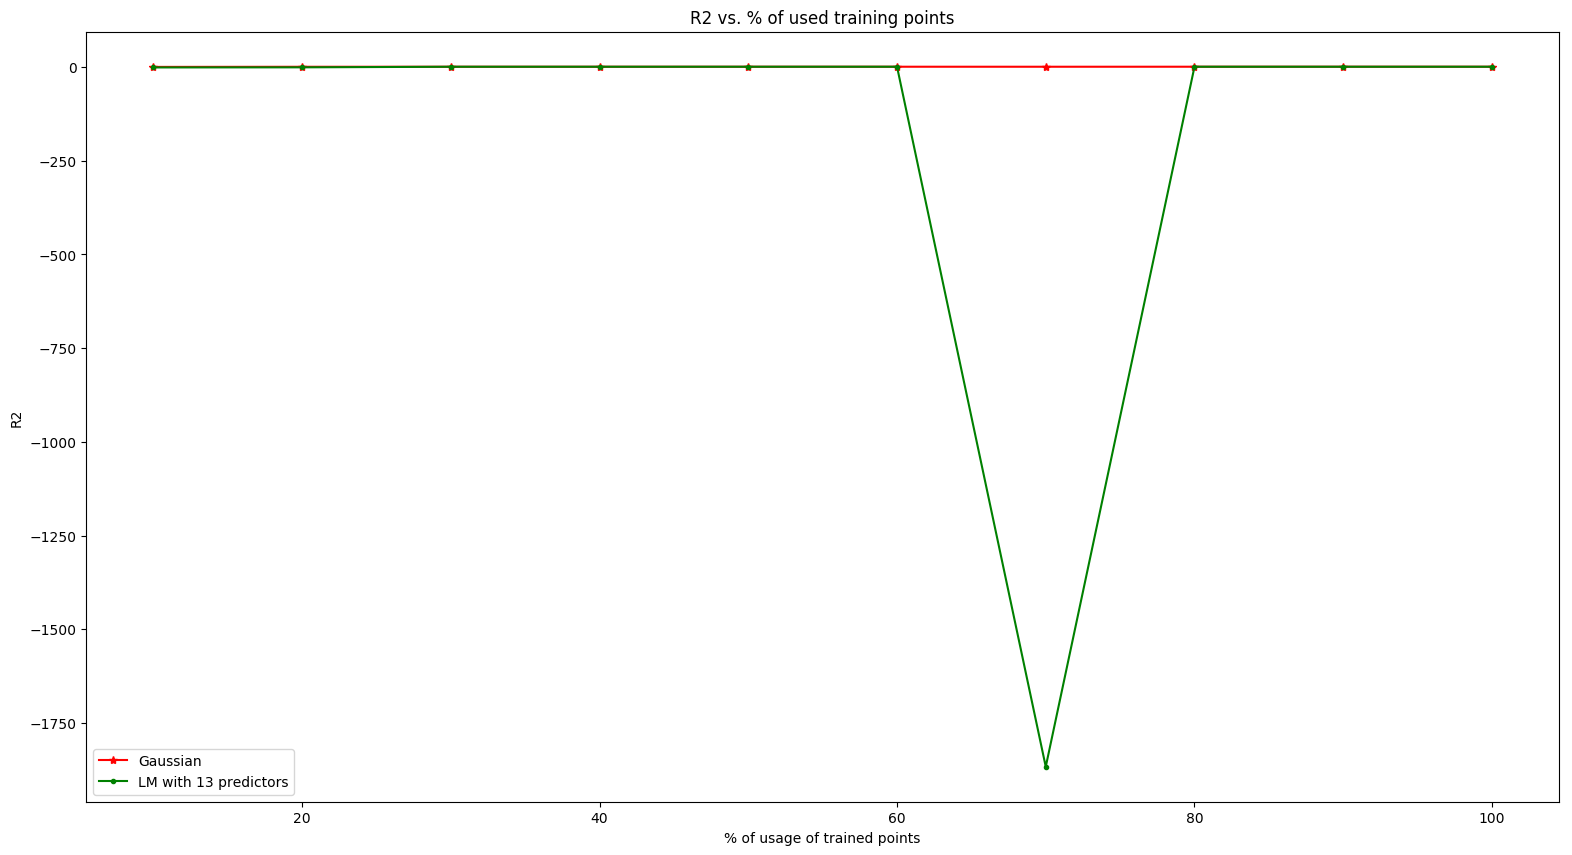 R2 vs. % of used training points
0
−250
−500
−750
−1000
−1250
−1500
−1750
R2
Gaussian
LM with 13 predictors
20 40 60 80 100
% of usage of trained points